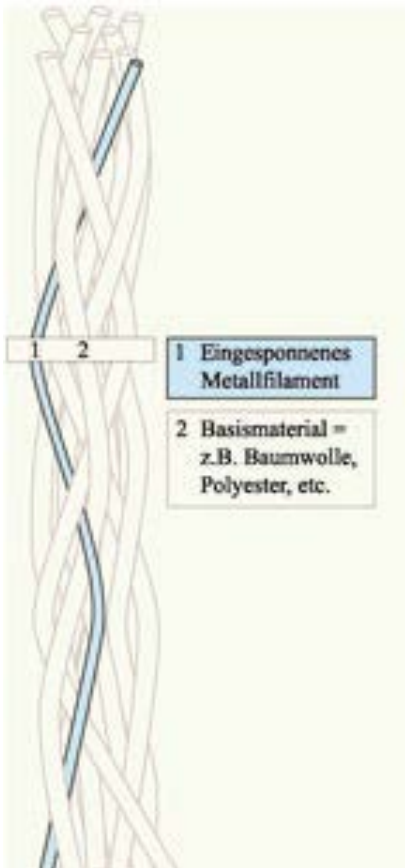 1 2
1 Eingesponnenes
Metallfilament
2 Basismaterial =
z.B. Baumwolle,
Polyester, etc.